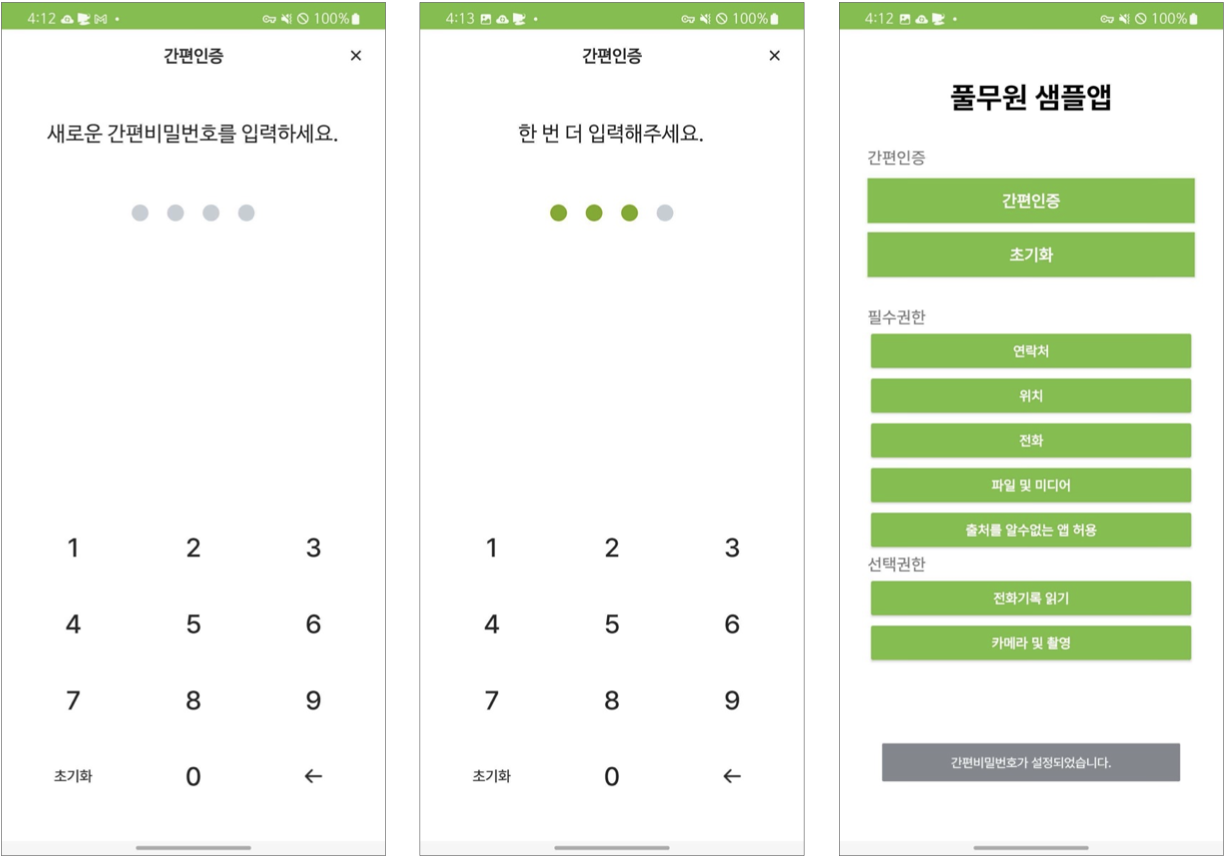 4:12
100%
간편인증
×
새로운 간편비밀번호를 입력하세요.
1 2 3
4 5 6
7 8 9
초기화 0 ←
4:13
100%
간편인증
×
한 번 더 입력해주세요.
1 2 3
4 5 6
7 8 9
초기화 0 ←
4:12
100%
풀무원 샘플앱
간편인증
간편인증
초기화
필수권한
연락처
위치
전화
파일 및 미디어
출처를 알수없는 앱 허용
선택권한
전화기록 읽기
카메라 및 촬영
간편비밀번호가 설정되었습니다.